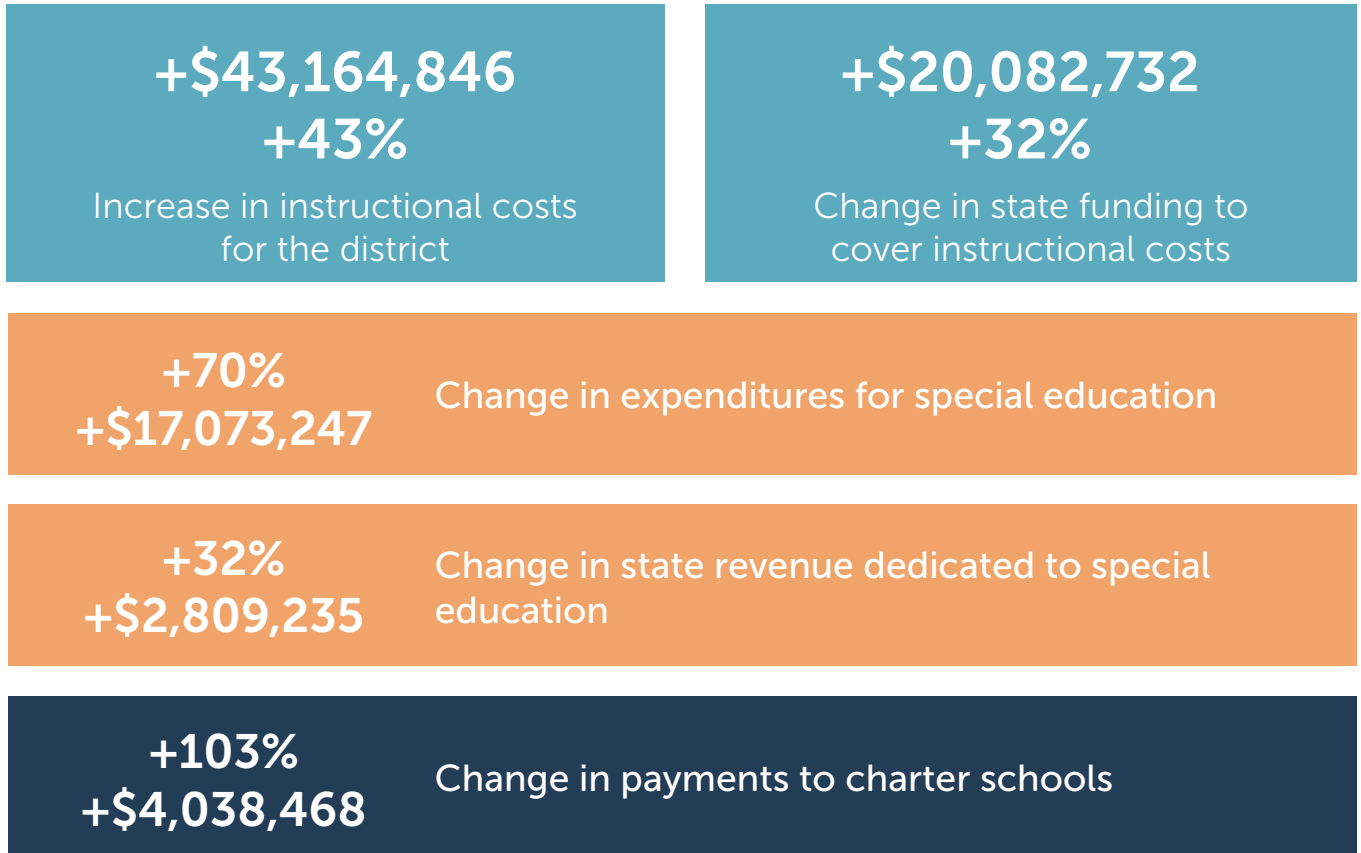 +$43,164,846
+43%
Increase in instructional costs
for the district
+$20,082,732
+32%
Change in state funding to
cover instructional costs
+70%
+$17,073,247
Change in expenditures for special education
+32%
+$2,809,235
Change in state revenue dedicated to special
education
+103%
+$4,038,468
Change in payments to charter schools